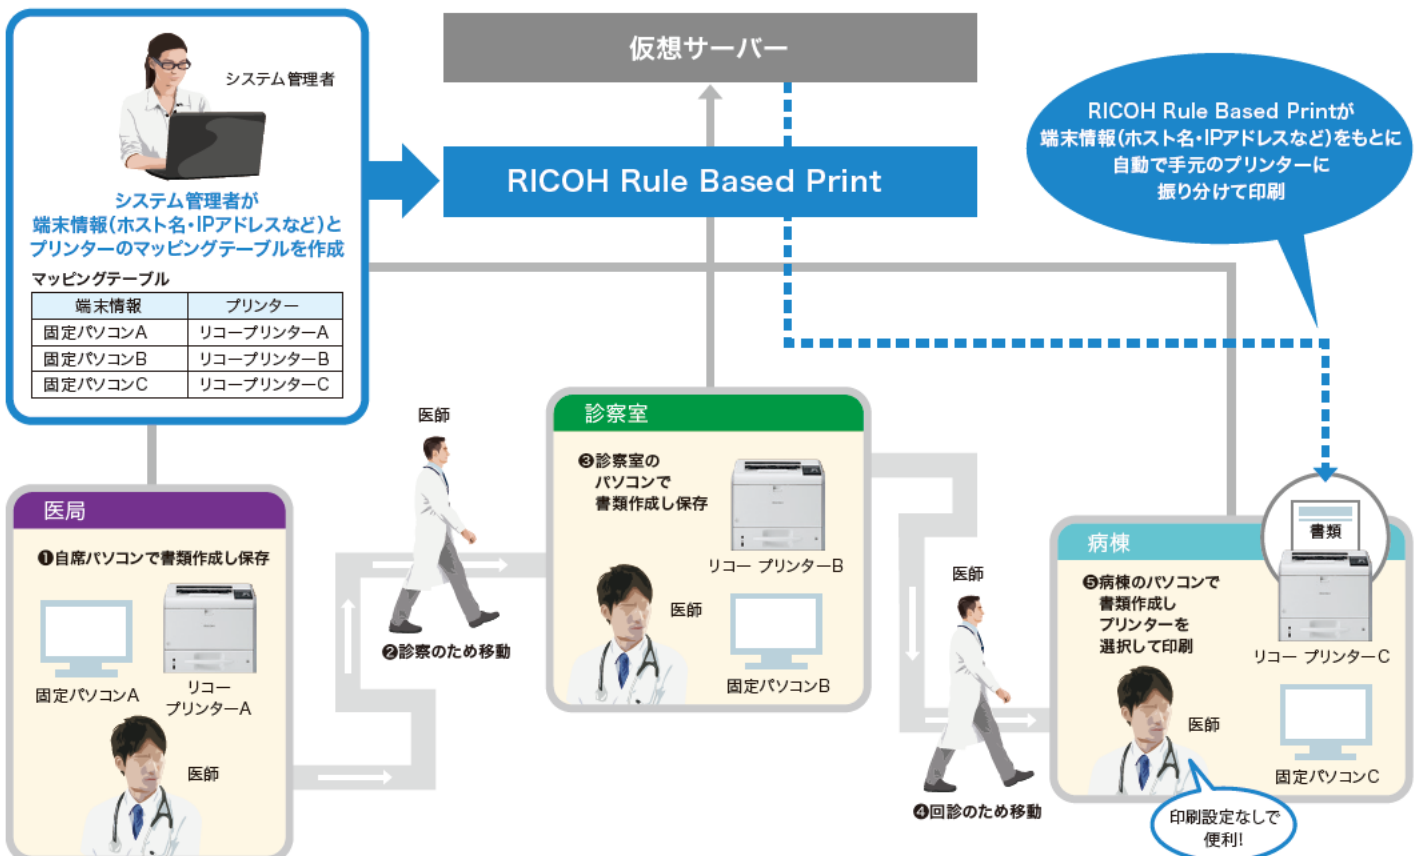 システム管理者
システム管理者が
端末情報(ホスト名・IPアドレスなど)と
プリンターのマッピングテーブルを作成
マッピングテーブル
端末情報 プリンター
固定パソコンA リコープリンターA
固定パソコンB リコープリンターB
固定パソコンC リコープリンターC
仮想サーバー
RICOH Rule Based Print
RICOH Rule Based Printが
端末情報(ホスト名・IPアドレスなど)をもとに
自動で手元のプリンターに
振り分けて印刷
医局
❶自席パソコンで書類作成し保存
固定パソコンA
リコー
プリンターA
医師
医師
❷診察のため移動
診察室
❸診察室の
パソコンで
書類作成し保存
リコー プリンターB
医師
固定パソコンB
医師
❹回診のため移動
病棟
書類
❺病棟のパソコンで
書類作成し
プリンターを
選択して印刷
リコー プリンターC
医師
固定パソコンC
印刷設定なしで
便利!